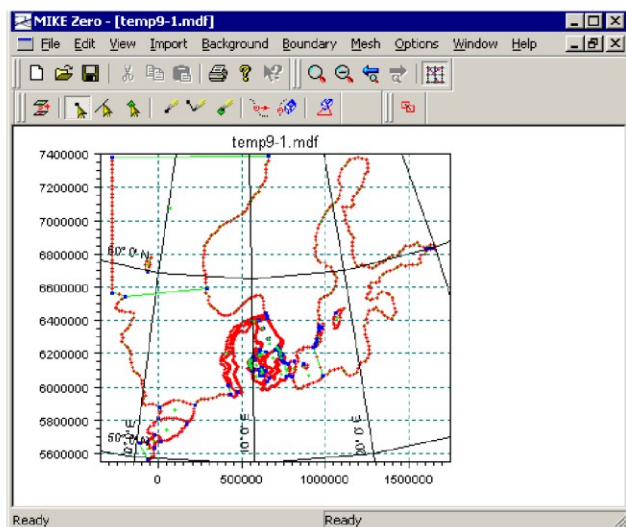 MIKE Zero - [temp9-1.mdf]
File Edit View Import Background Boundary Mesh Options Window Help
temp9-1.mdf
7400000
7200000
7000000
6800000
60° 0' N
6600000
6400000
6200000
6000000
5800000
50° 0' N
5600000
0° 0' E
10° 0' E
20° 0' E
0
500000
1000000
1500000
Ready
Ready